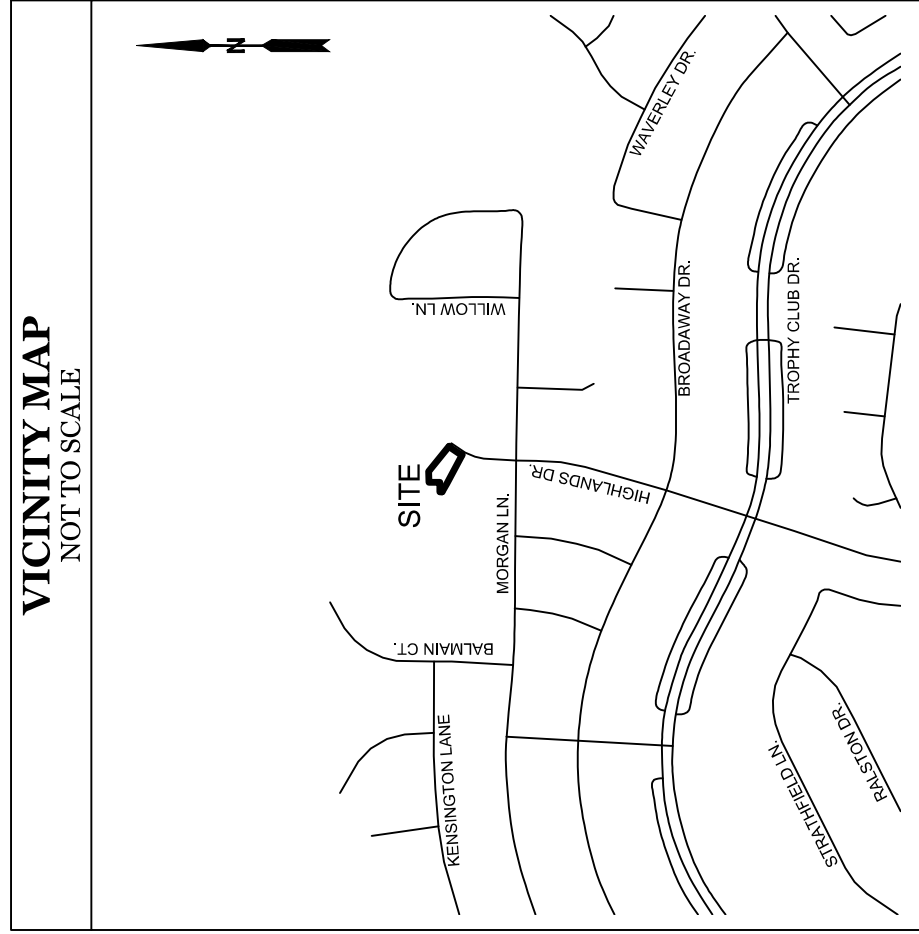 VICINITY MAP
NOT TO SCALE
N
SITE
WILLOW LN.
WAVERLEY DR.
BALMAIN CT.
KENSINGTON LANE
MORGAN LN.
HIGHLANDS DR.
BROADAWAY DR.
TROPHY CLUB DR.
STRATHFIELD LN.
RALSTON DR.